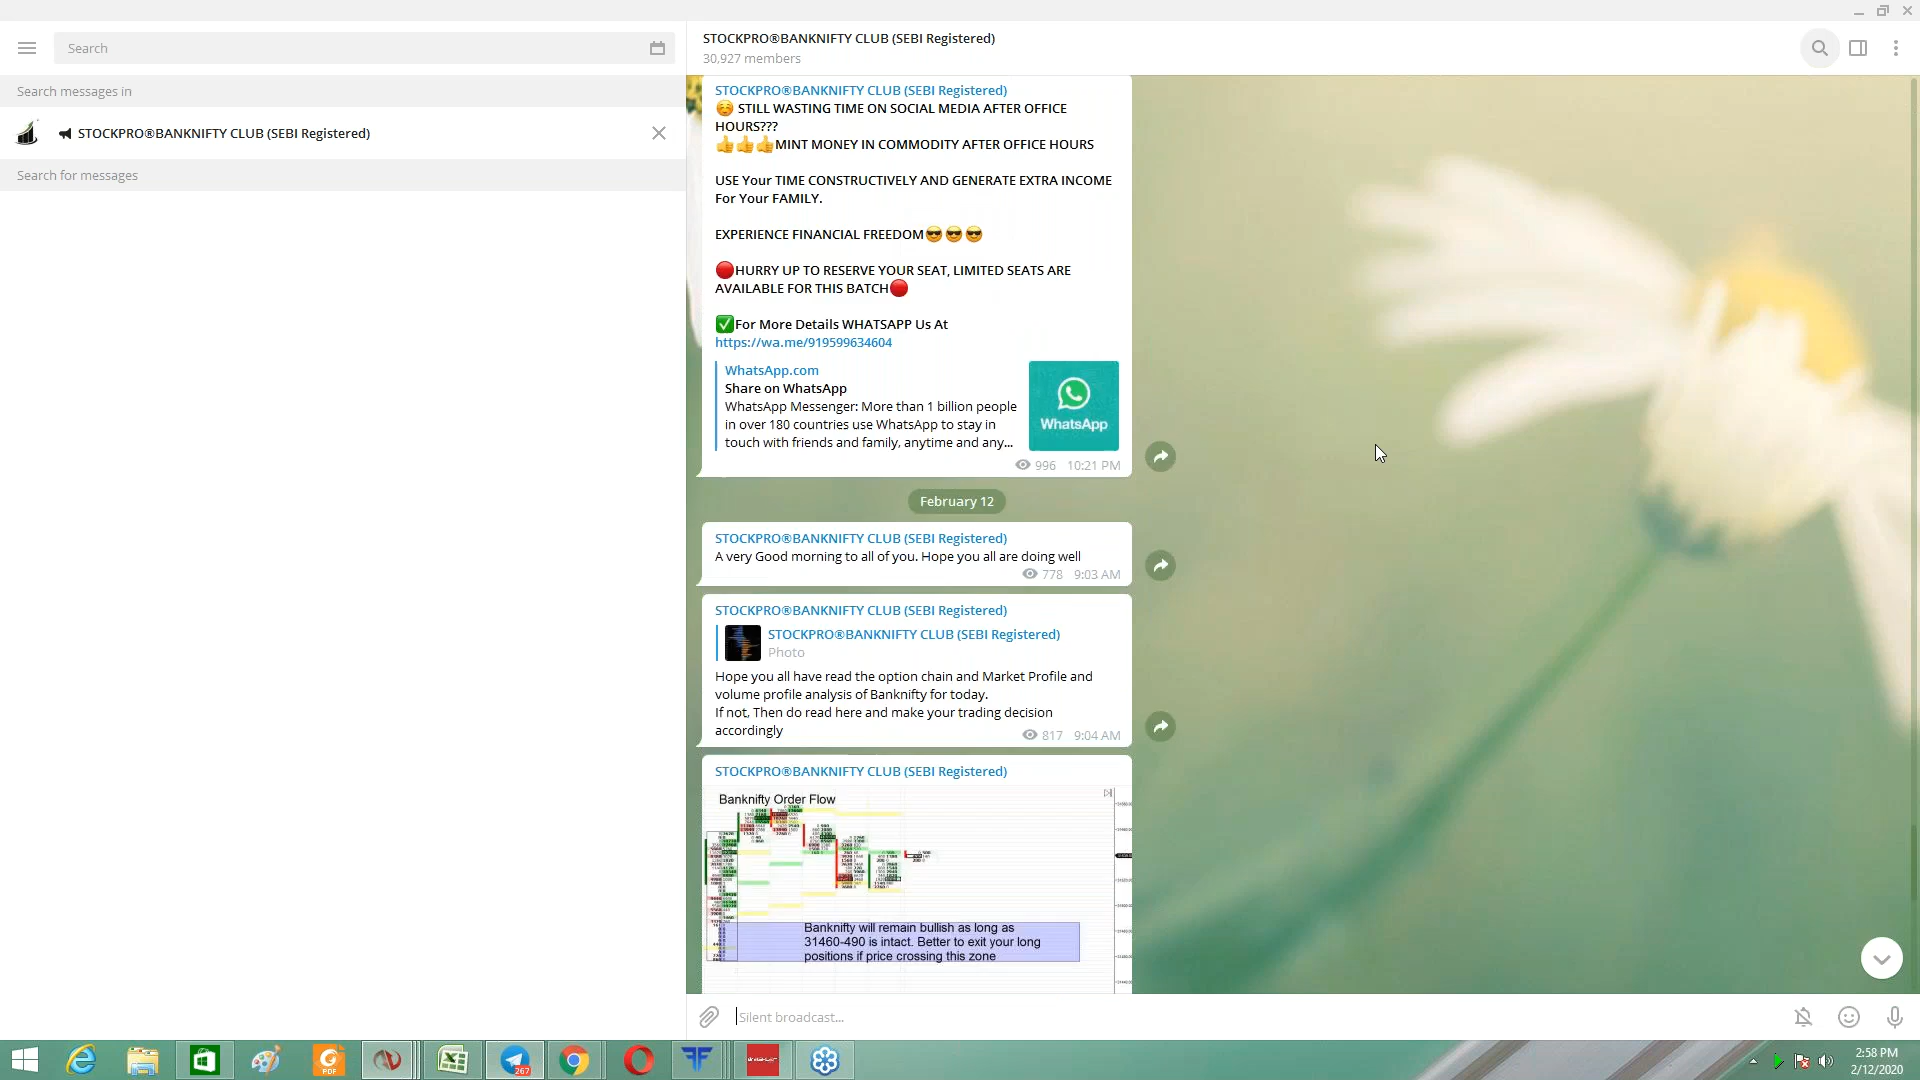 Search
STOCKPRO®BANKNIFTY CLUB (SEBI Registered)
30,927 members
Search messages in
STOCKPRO®BANKNIFTY CLUB (SEBI Registered)
Search for messages
STOCKPRO®BANKNIFTY CLUB (SEBI Registered)
STILL WASTING TIME ON SOCIAL MEDIA AFTER OFFICE
HOURS???
MINT MONEY IN COMMODITY AFTER OFFICE HOURS
USE Your TIME CONSTRUCTIVELY AND GENERATE EXTRA INCOME
For Your FAMILY.
EXPERIENCE FINANCIAL FREEDOM
HURRY UP TO RESERVE YOUR SEAT, LIMITED SEATS ARE
AVAILABLE FOR THIS BATCH
For More Details WHATSAPP Us At
https://wa.me/919599634604
WhatsApp.com
Share on WhatsApp
WhatsApp Messenger: More than 1 billion people
in over 180 countries use WhatsApp to stay in
touch with friends and family, anytime and any...
WhatsApp
996 10:21 PM
February 12
STOCKPRO®BANKNIFTY CLUB (SEBI Registered)
A very Good morning to all of you. Hope you all are doing well
778 9:03 AM
STOCKPRO®BANKNIFTY CLUB (SEBI Registered)
STOCKPRO®BANKNIFTY CLUB (SEBI Registered)
Photo
Hope you all have read the option chain and Market Profile and
volume profile analysis of Banknifty for today.
If not, Then do read here and make your trading decision
accordingly
817 9:04 AM
STOCKPRO®BANKNIFTY CLUB (SEBI Registered)
Banknifty Order Flow
Banknifty will remain bullish as long as
31460-490 is intact. Better to exit your long
positions if price crossing this zone
Silent broadcast...
PDF
267
2:58 PM
2/12/2020